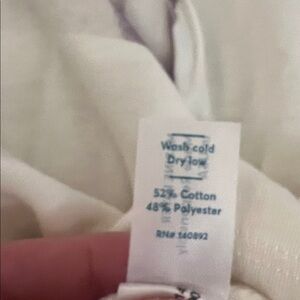 Wash cold
Dry low
52% Cotton
48% Polyester
RN# 140892